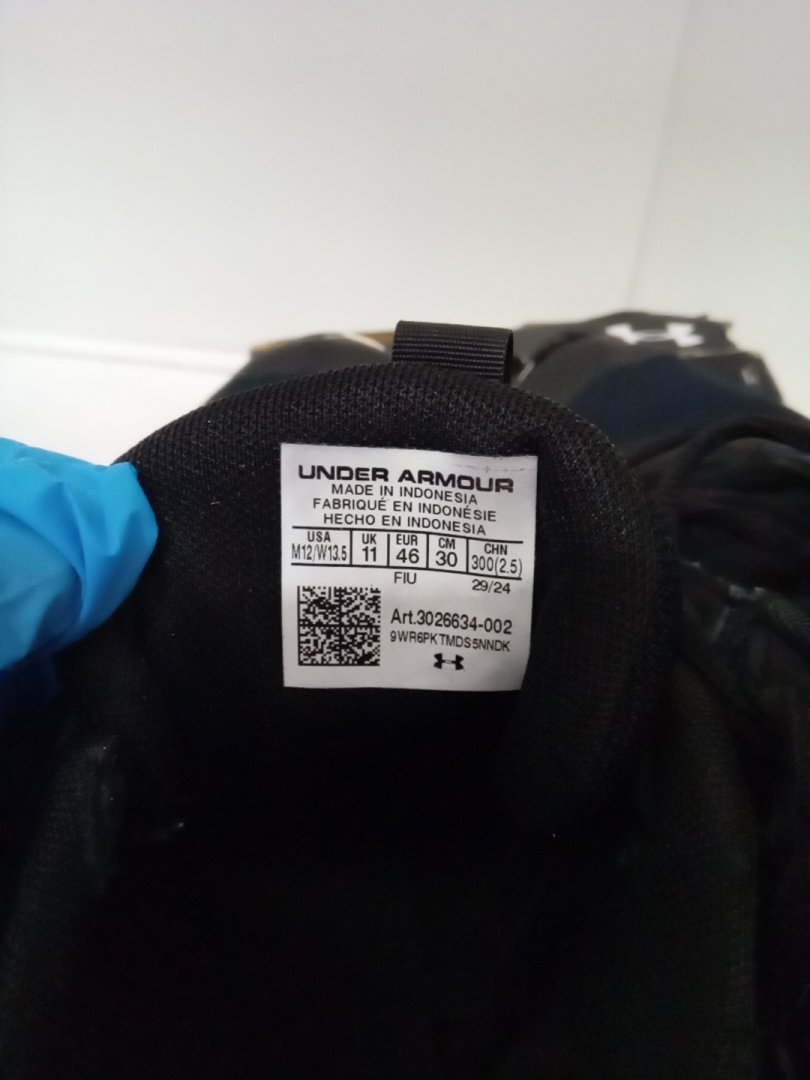 UNDER ARMOUR
MADE IN INDONESIA
FABRIQUÉ EN INDONÉSIE
HECHO EN INDONESIA
USA UK EUR CM CHN
M12/W13.5 11 46 30 300(2.5)
FIU 29/24
Art.3026634-002
9WR6PKTMDS5NNDK